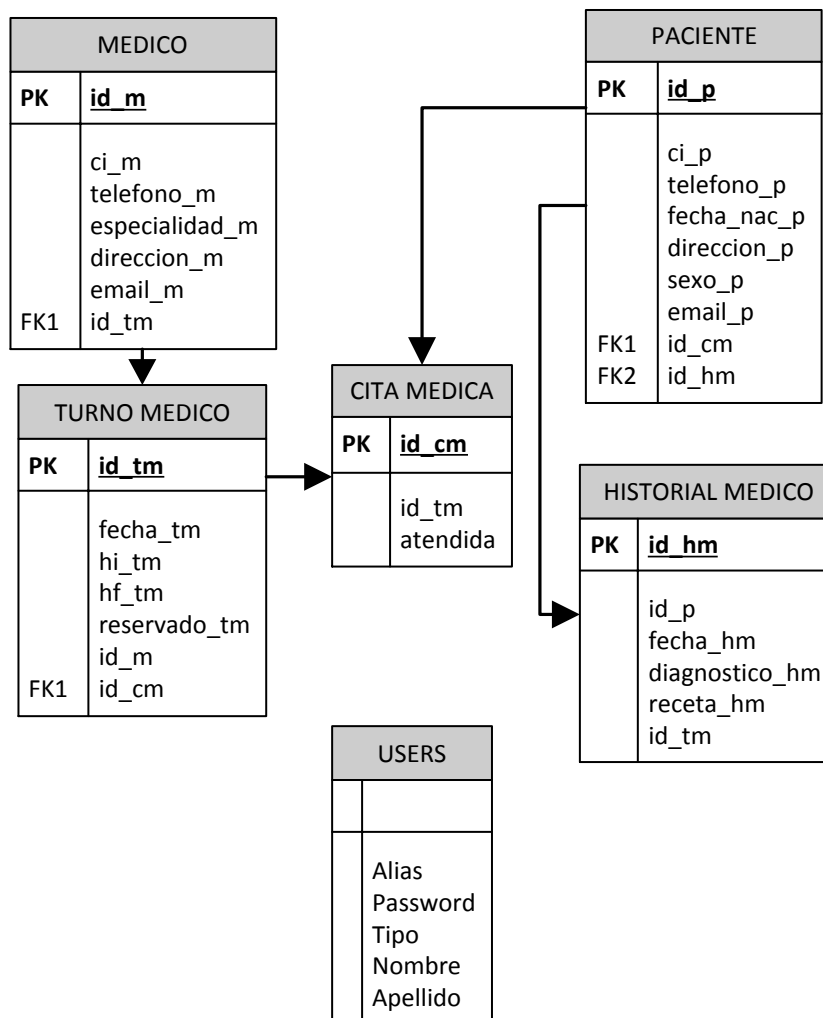 MEDICO
PK id_m
ci_m
telefono_m
especialidad_m
direccion_m
email_m
FK1 id_tm
PACIENTE
PK id_p
ci_p
telefono_p
fecha_nac_p
direccion_p
sexo_p
email_p
FK1 id_cm
FK2 id_hm
TURNO MEDICO
PK id_tm
fecha_tm
hi_tm
hf_tm
reservado_tm
id_m
FK1 id_cm
CITA MEDICA
PK id_cm
id_tm
atendida
HISTORIAL MEDICO
PK id_hm
id_p
fecha_hm
diagnostico_hm
receta_hm
id_tm
USERS
Alias
Password
Tipo
Nombre
Apellido